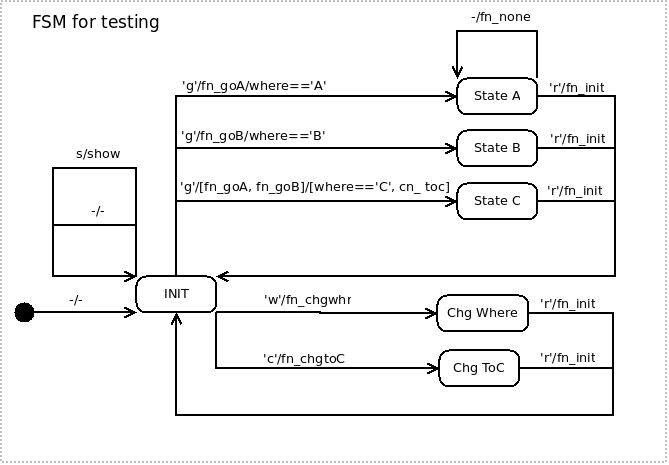 FSM for testing
-/fn_none
'g'/fn_goA/where=='A'
State A
'r'/fn_init
'g'/fn_goB/where=='B'
State B
'r'/fn_init
s/show
'g'/[fn_goA, fn_goB]/[where=='C', cn_ toc]
State C
'r'/fn_init
-/-
INIT
-/-
'w'/fn_chgwhr
Chg Where
'r'/fn_init
'c'/fn_chgtoC
Chg ToC
'r'/fn_init